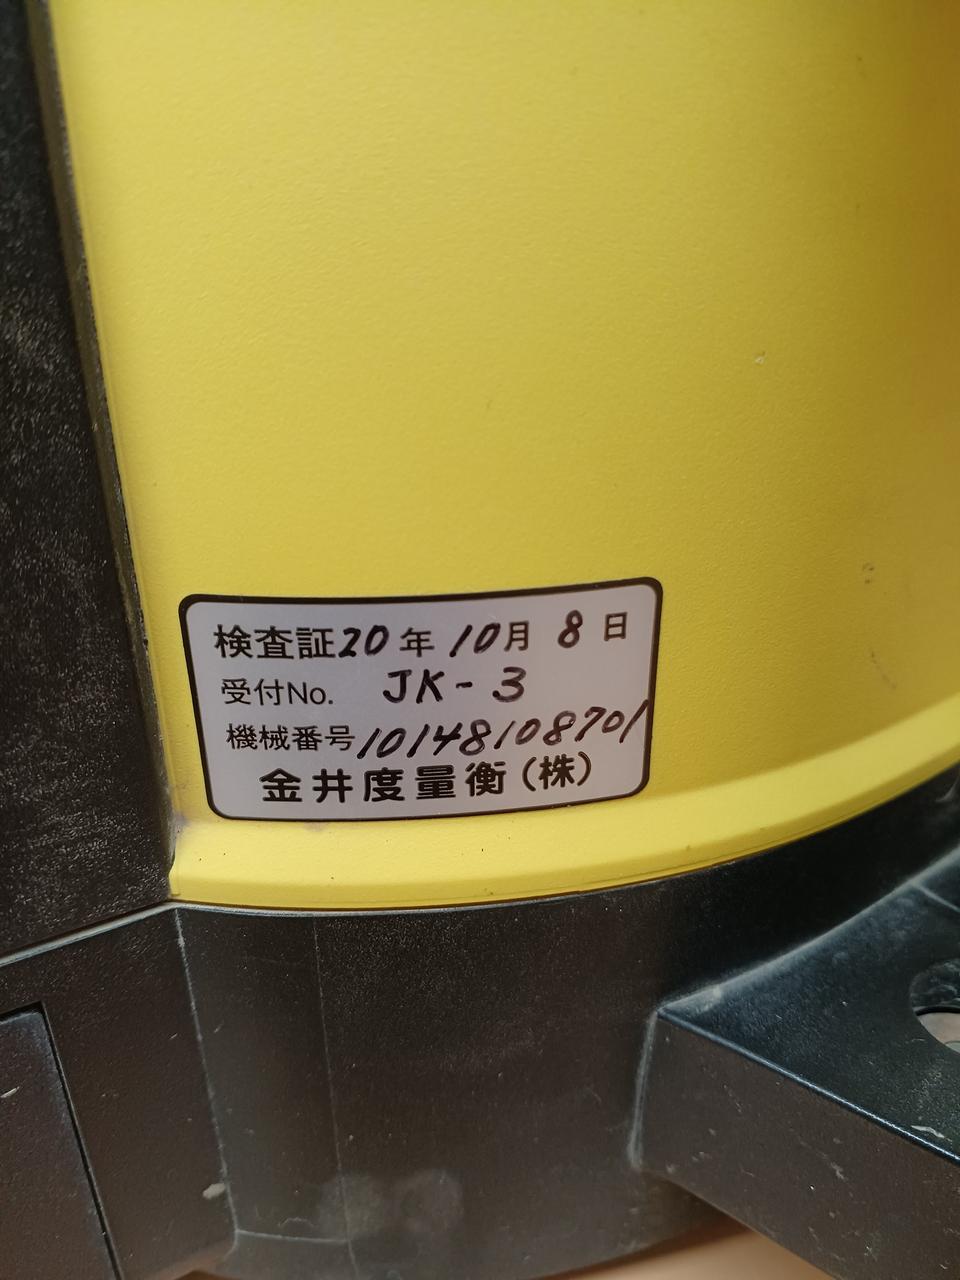 検査証20年10月8日
受付No. JK-3
機械番号10148108701
金井度量衡(株)